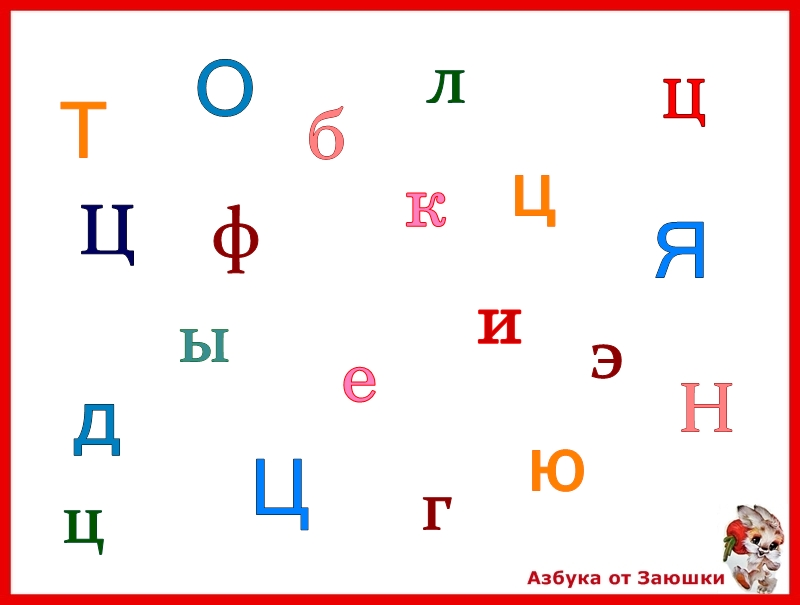 О л
Т б ц
к ц
Ц ф Я
ы и э
е
д Н
Ц ю
ц г
Азбука от Заюшки